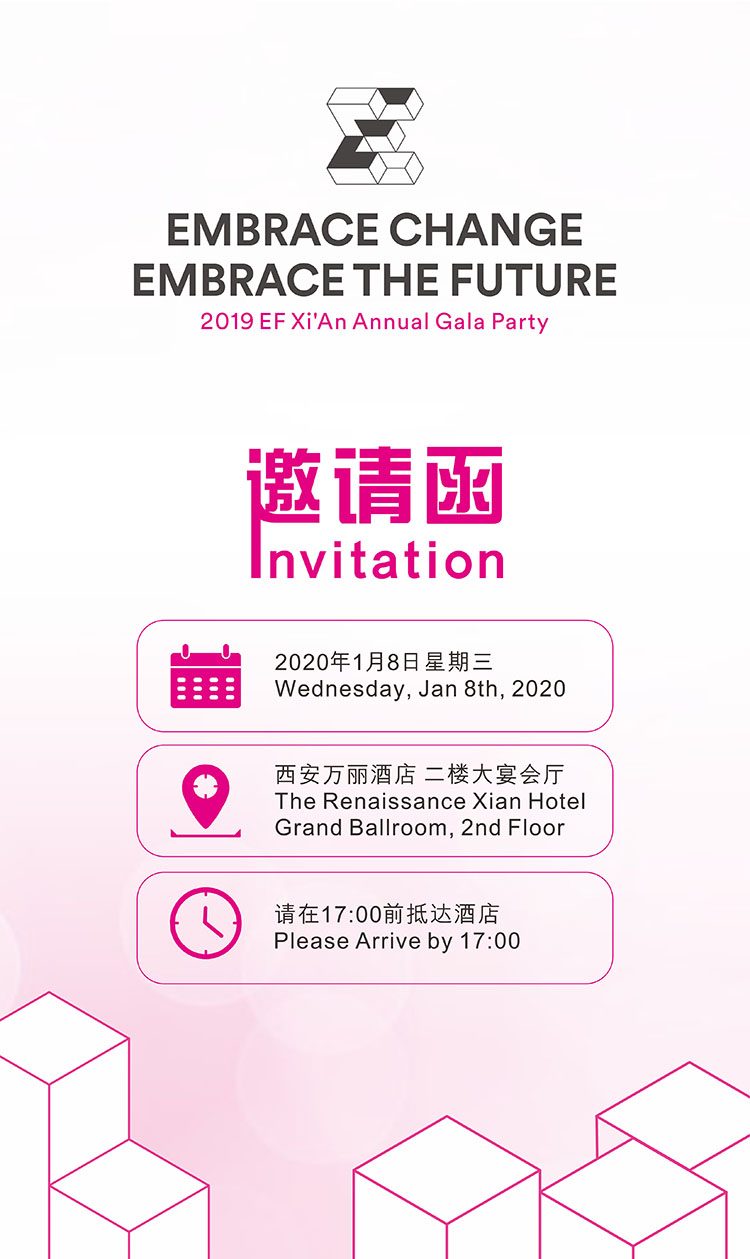 EMBRACE CHANGE
EMBRACE THE FUTURE
2019 EF Xi'An Annual Gala Party
邀请函
Invitation
2020年1月8日星期三
Wednesday, Jan 8th, 2020
西安万丽酒店 二楼大宴会厅
The Renaissance Xian Hotel
Grand Ballroom, 2nd Floor
请在17:00前抵达酒店
Please Arrive by 17:00